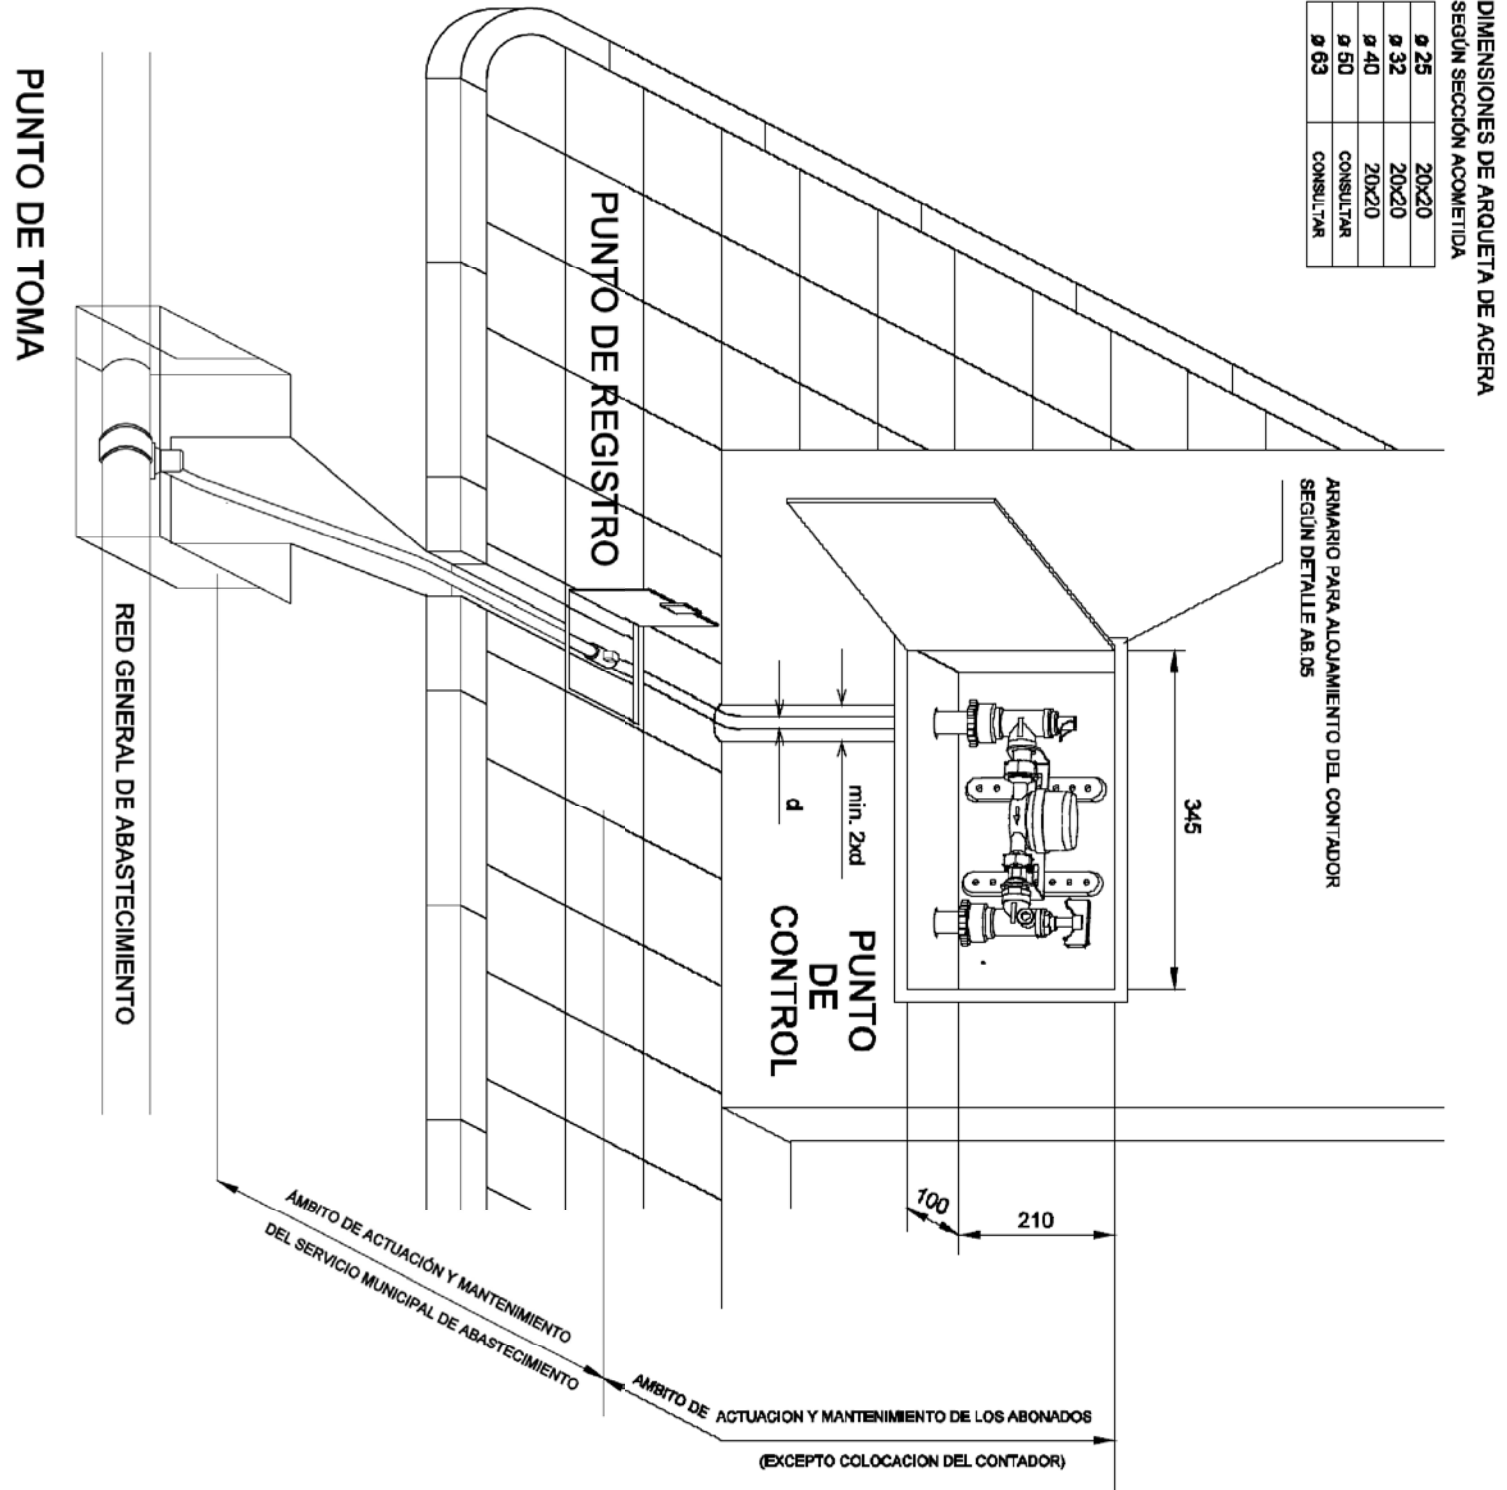 DIMENSIONES DE ARQUETA DE ACERA
SEGÚN SECCIÓN ACOMETIDA
ø 25 20x20
ø 32 20x20
ø 40 20x20
ø 50 CONSULTAR
ø 63 CONSULTAR
ARMARIO PARA ALOJAMIENTO DEL CONTADOR
SEGÚN DETALLE AB.05
345
210
100
min. 2xd
d
PUNTO
DE
CONTROL
PUNTO DE REGISTRO
PUNTO DE TOMA
RED GENERAL DE ABASTECIMIENTO
ÁMBITO DE ACTUACIÓN Y MANTENIMIENTO
DEL SERVICIO MUNICIPAL DE ABASTECIMIENTO
AMBITO DE ACTUACION Y MANTENIMIENTO DE LOS ABONADOS
(EXCEPTO COLOCACION DEL CONTADOR)